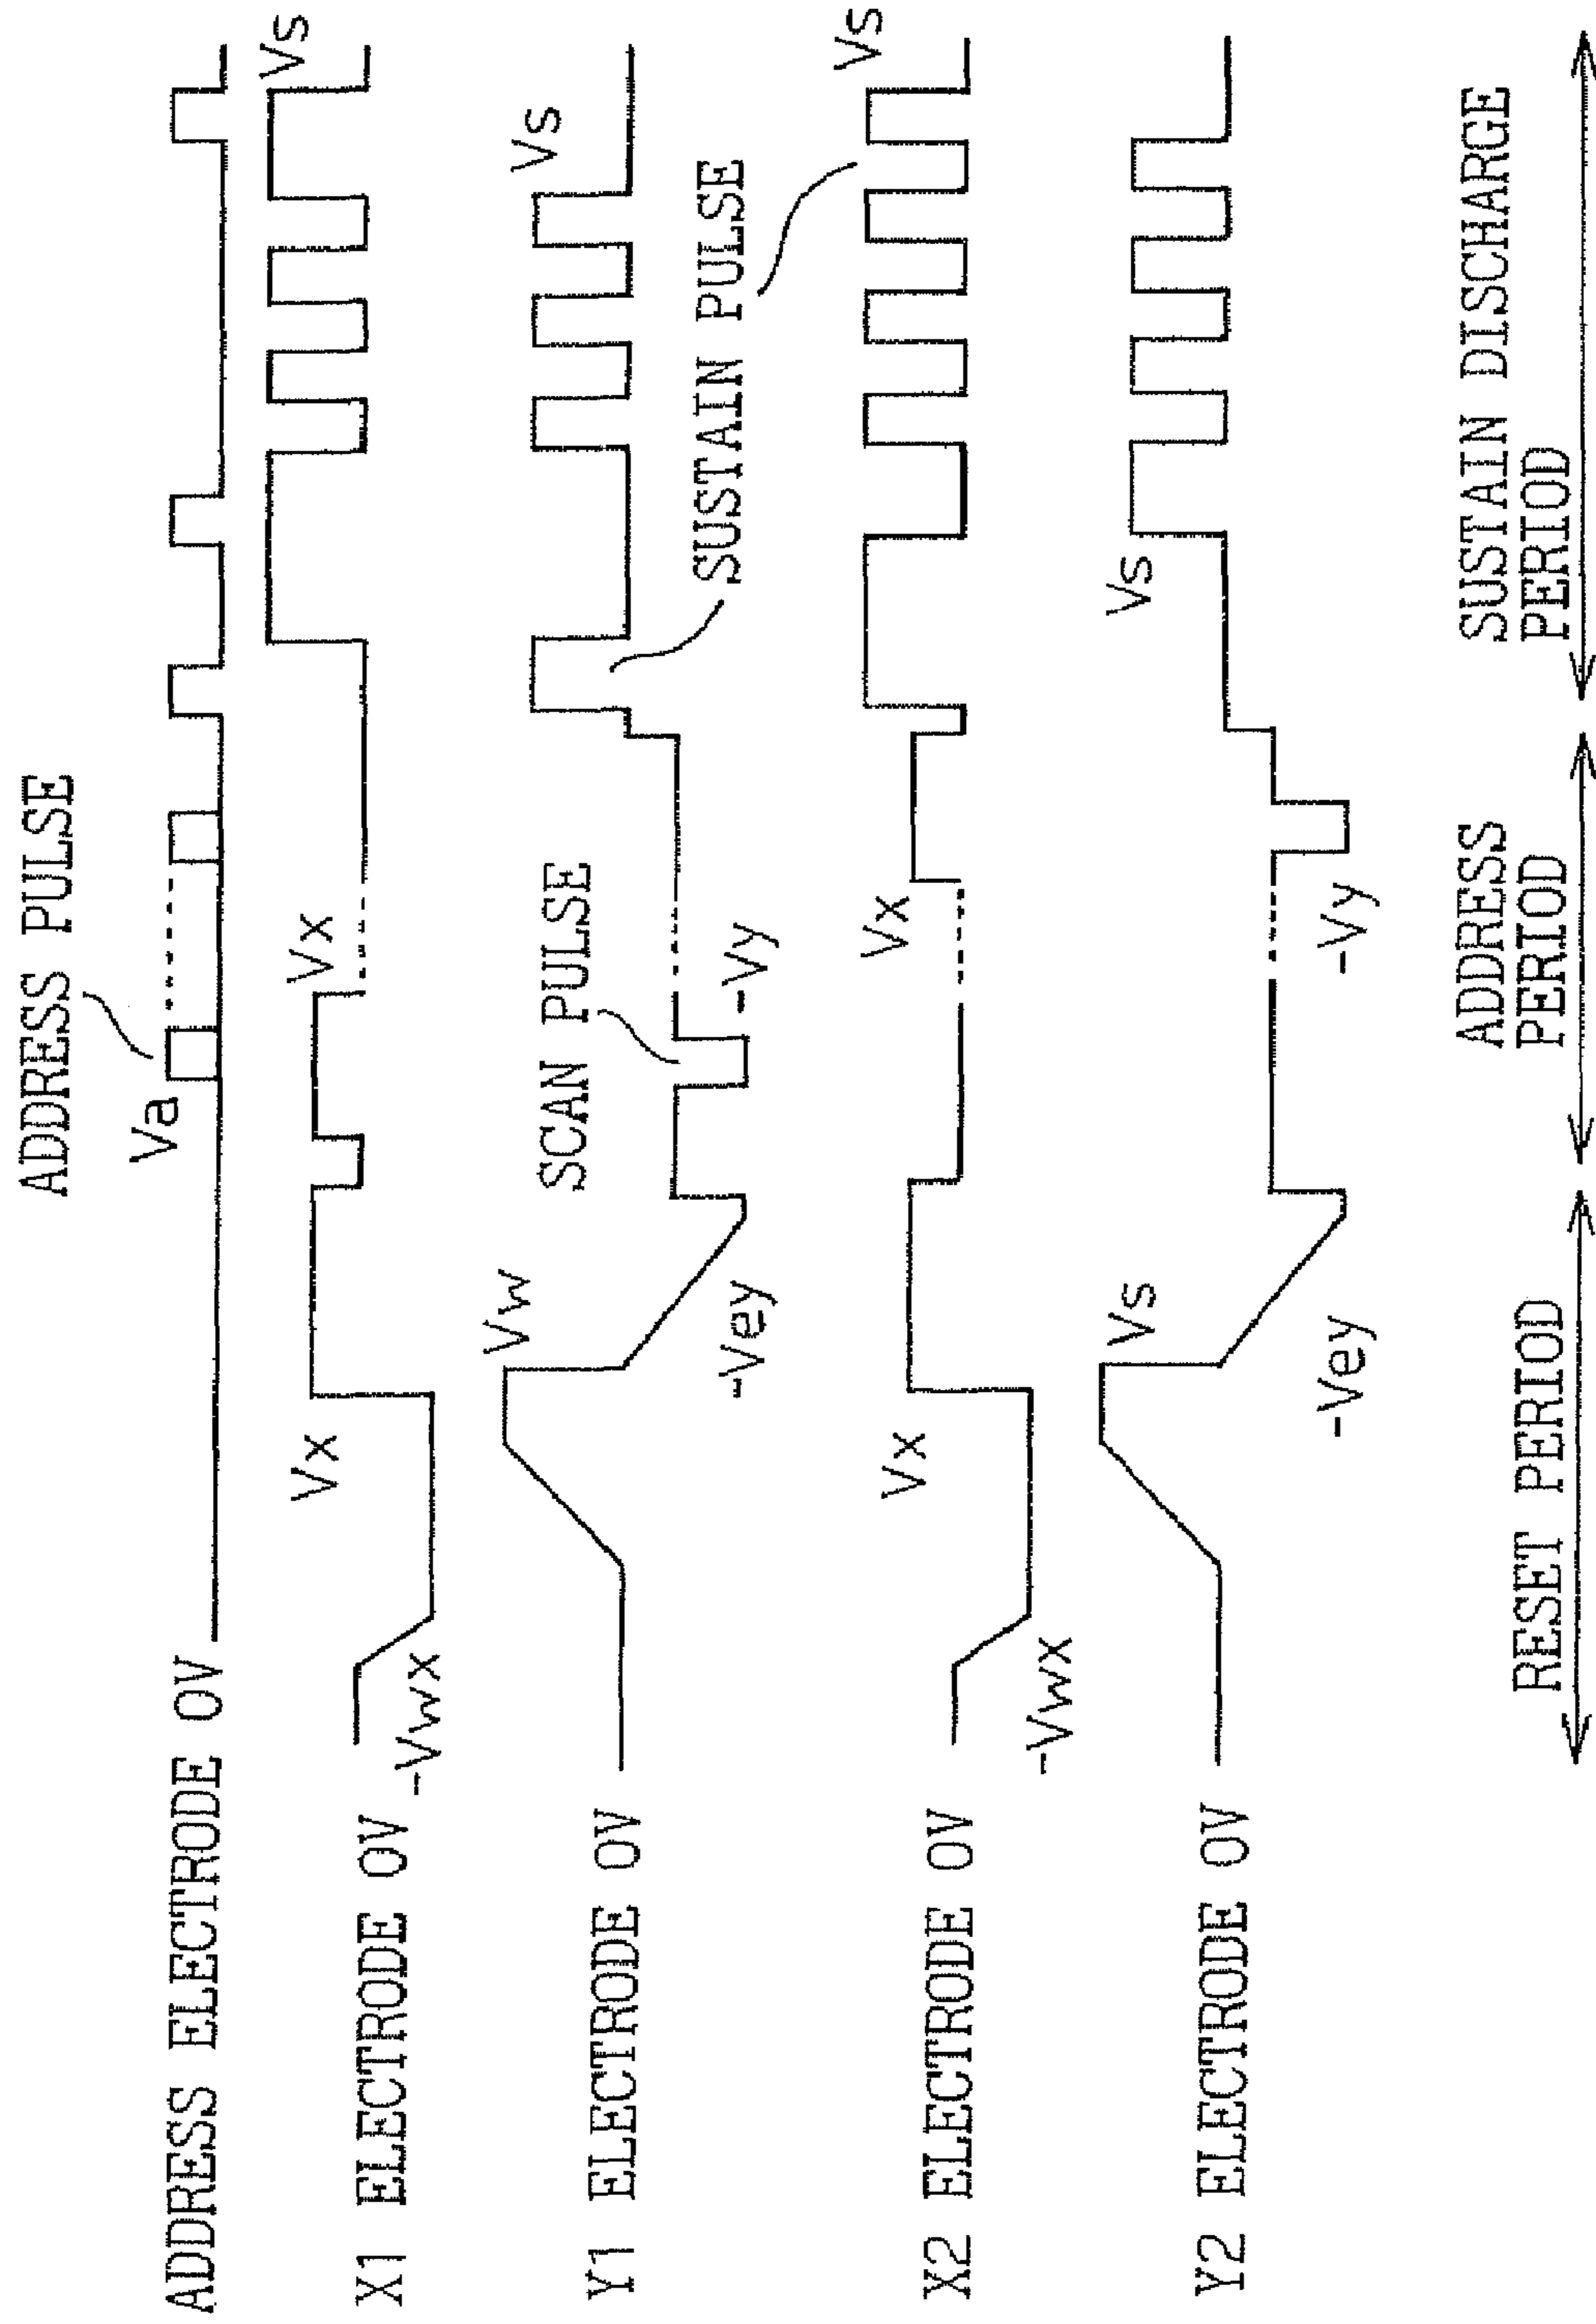 ADDRESS PULSE
ADDRESS ELECTRODE 0V
Va
X1 ELECTRODE 0V
-Vwx
Vx
Vx
Vs
Y1 ELECTRODE 0V
Vw
-Vey
SCAN PULSE
-Vy
Vs
SUSTAIN PULSE
X2 ELECTRODE 0V
-Vwx
Vx
Vx
Vs
Y2 ELECTRODE 0V
Vs
-Vey
-Vy
Vs
RESET PERIOD
ADDRESS
PERIOD
SUSTAIN DISCHARGE
PERIOD